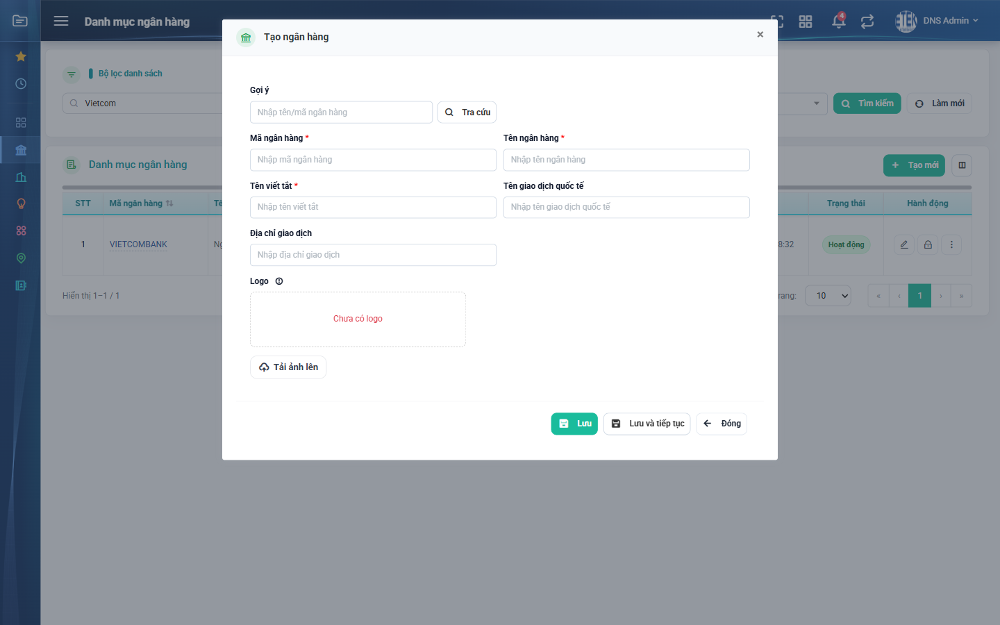 Danh mục ngân hàng
4
DNS Admin
Tạo ngân hàng
×
Bộ lọc danh sách
Vietcom
Tìm kiếm
Làm mới
Gợi ý
Nhập tên/mã ngân hàng
Tra cứu
Mã ngân hàng *
Tên ngân hàng *
Nhập mã ngân hàng
Nhập tên ngân hàng
Danh mục ngân hàng
Tạo mới
Tên viết tắt *
Tên giao dịch quốc tế
Nhập tên viết tắt
Nhập tên giao dịch quốc tế
STT
Mã ngân hàng
Trạng thái
Hành động
Địa chỉ giao dịch
Nhập địa chỉ giao dịch
1
VIETCOMBANK
8:32
Hoạt động
Logo
Chưa có logo
Hiển thị 1–1 / 1
rang:
10
«
‹
1
›
»
Tải ảnh lên
Lưu
Lưu và tiếp tục
Đóng